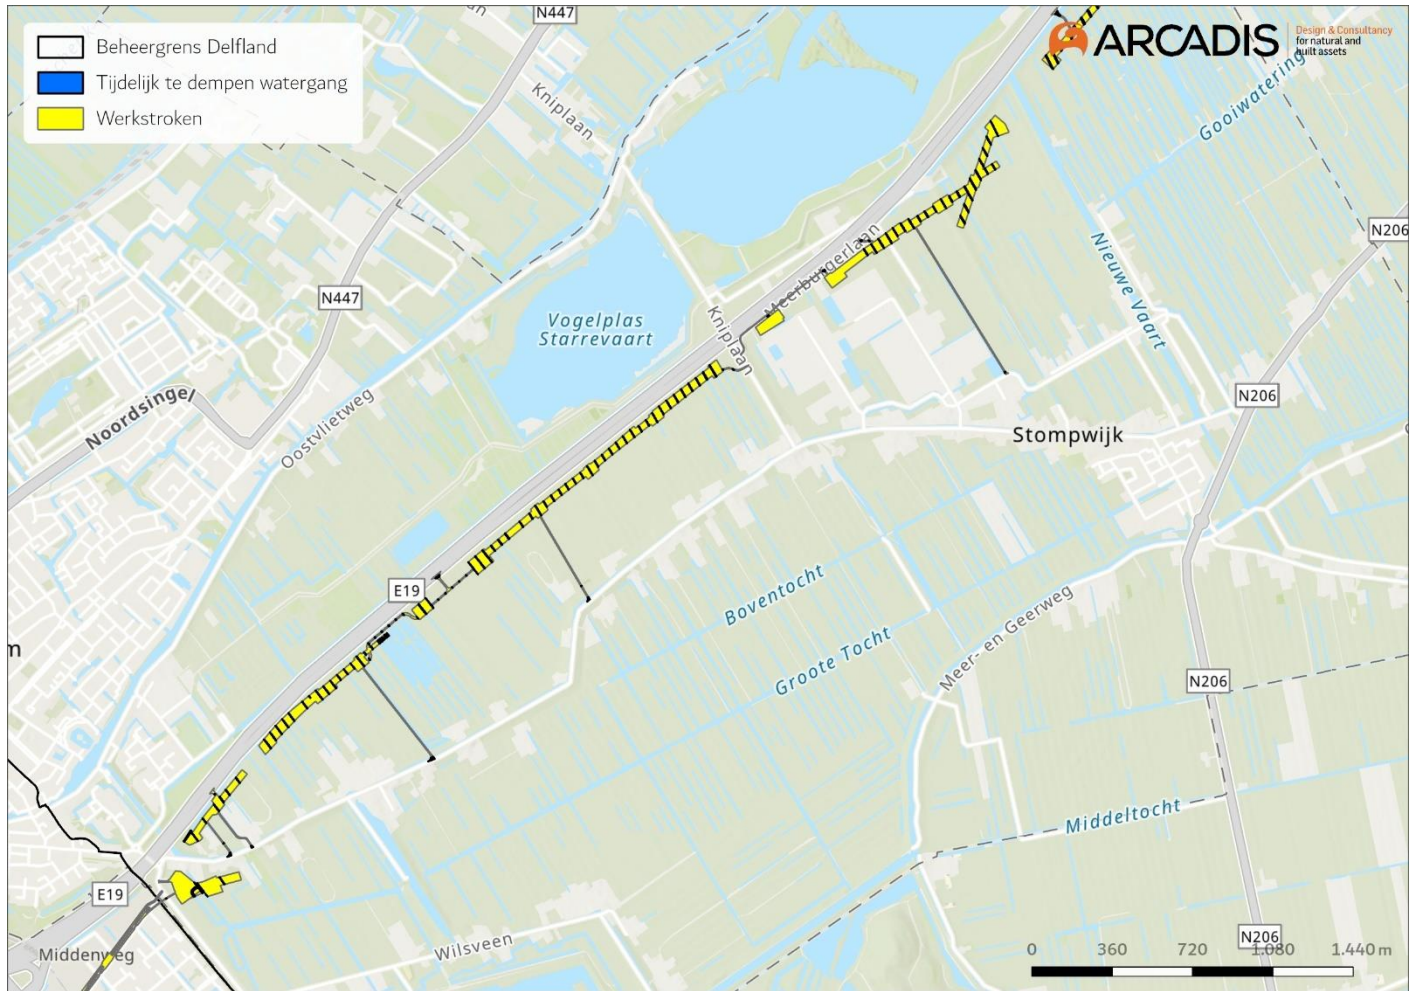 Beheergrens Delfland
Tijdelijk te dempen watergang
Werkstroken
N447
ARCADIS
Design & Consultancy
for natural and
built assets
Kniplaan
Gooiwatering
N206
Nieuwe Vaart
Meerburgerlaan
N447
Vogelplas
Starrevaart
Kniplaan
Noordsingel
Oostvlietweg
N206
Stompwijk
E19
Boventocht
Groote Tocht
Meer- en Geerweg
m
N206
Middeltocht
E19
Middenweg
Wilsveen
N206
0 360 720 1.080 1.440 m